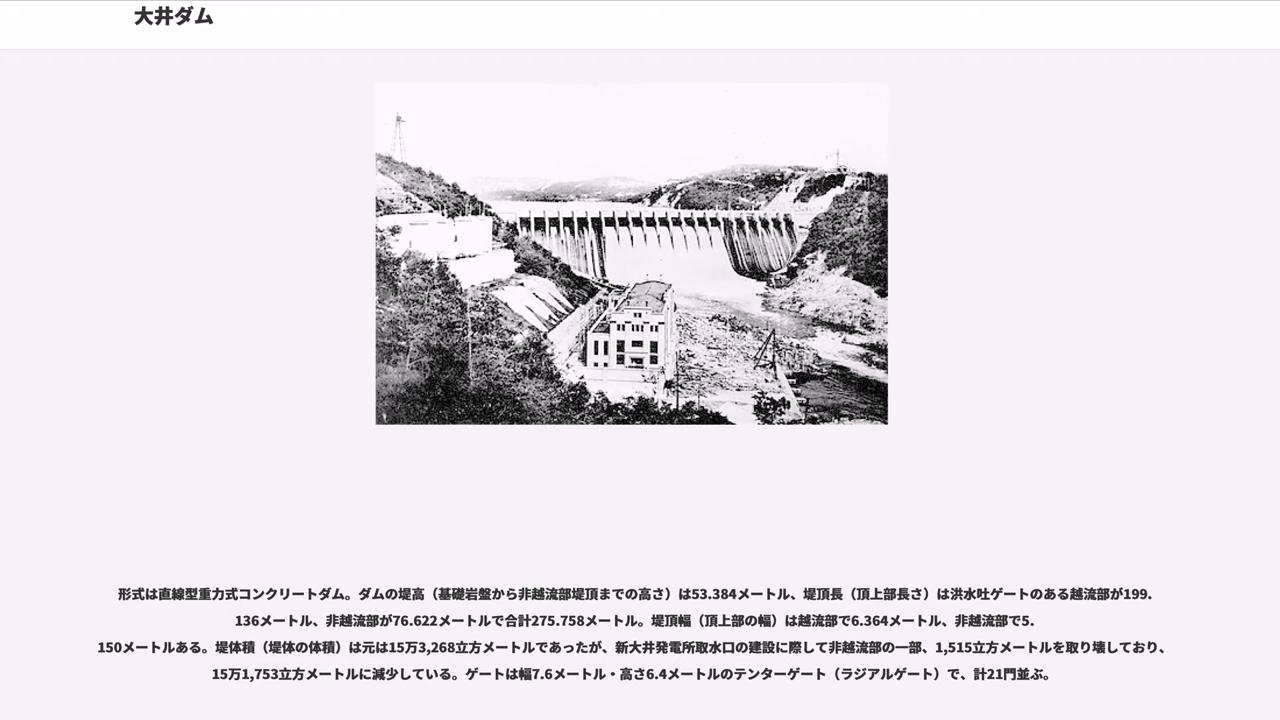 大井ダム
形式は直線型重力式コンクリートダム。ダムの堤高（基礎岩盤から非越流部堤頂までの高さ）は53.384メートル、堤頂長（頂上部長さ）は洪水吐ゲートのある越流部が199.
136メートル、非越流部が76.622メートルで合計275.758メートル。堤頂幅（頂上部の幅）は越流部で6.364メートル、非越流部で5.
150メートルある。堤体積（堤体の体積）は元は15万3,268立方メートルであったが、新大井発電所取水口の建設に際して非越流部の一部、1,515立方メートルを取り壊しており、
15万1,753立方メートルに減少している。ゲートは幅7.6メートル・高さ6.4メートルのテンターゲート（ラジアルゲート）で、計21門並ぶ。